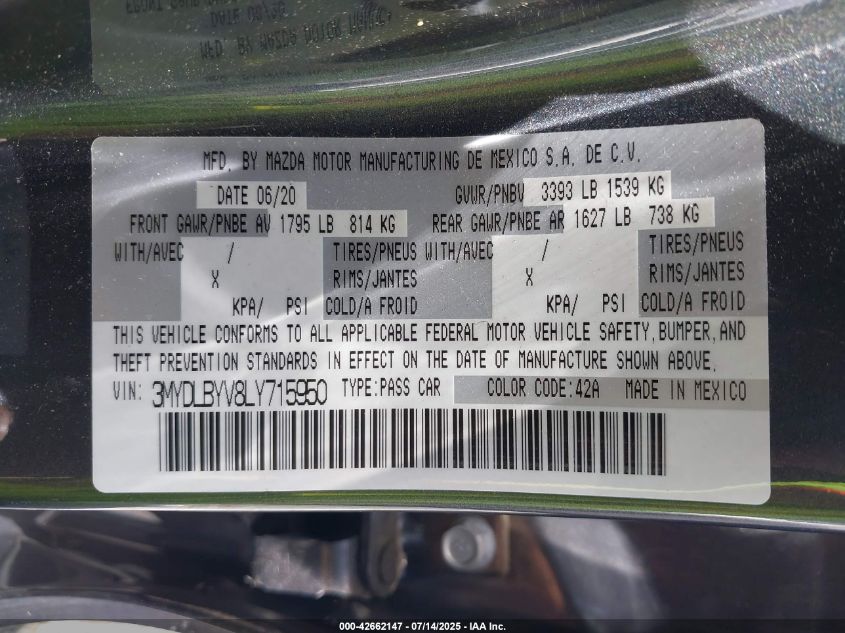 MFD. BY MAZDA MOTOR MANUFACTURING DE MEXICO S.A. DE C.V.
DATE 06/20 GVWR/PNBV 3393 LB 1539 KG
FRONT GAWR/PNBE AV 1795 LB 814 KG REAR GAWR/PNBE AR 1627 LB 738 KG
WITH/AVEC / TIRES/PNEUS WITH/AVEC / TIRES/PNEUS
X RIMS/JANTES X RIMS/JANTES
KPA/ PSI COLD/A FROID KPA/ PSI COLD/A FROID
THIS VEHICLE CONFORMS TO ALL APPLICABLE FEDERAL MOTOR VEHICLE SAFETY, BUMPER, AND
THEFT PREVENTION STANDARDS IN EFFECT ON THE DATE OF MANUFACTURE SHOWN ABOVE.
VIN: 3MYDLBYV8LY715950 TYPE:PASS CAR COLOR CODE:42A MADE IN MEXICO
000-42662147 - 07/14/2025 - IAA Inc.